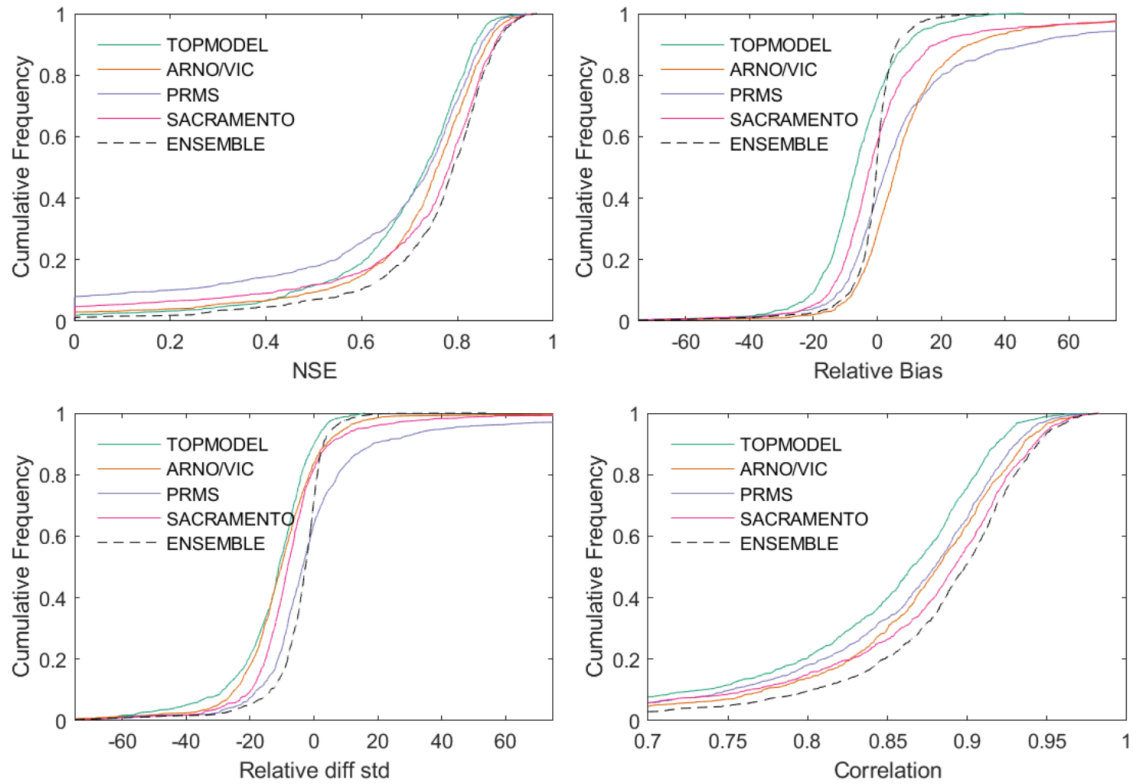 1
0.8
0.6
0.4
0.2
0
Cumulative Frequency
TOPMODEL
ARNO/VIC
PRMS
SACRAMENTO
ENSEMBLE
0 0.2 0.4 0.6 0.8 1
NSE
1
0.8
0.6
0.4
0.2
0
Cumulative Frequency
TOPMODEL
ARNO/VIC
PRMS
SACRAMENTO
ENSEMBLE
-60 -40 -20 0 20 40 60
Relative Bias
1
0.8
0.6
0.4
0.2
0
Cumulative Frequency
TOPMODEL
ARNO/VIC
PRMS
SACRAMENTO
ENSEMBLE
-60 -40 -20 0 20 40 60
Relative diff std
1
0.8
0.6
0.4
0.2
0
Cumulative Frequency
TOPMODEL
ARNO/VIC
PRMS
SACRAMENTO
ENSEMBLE
0.7 0.75 0.8 0.85 0.9 0.95 1
Correlation